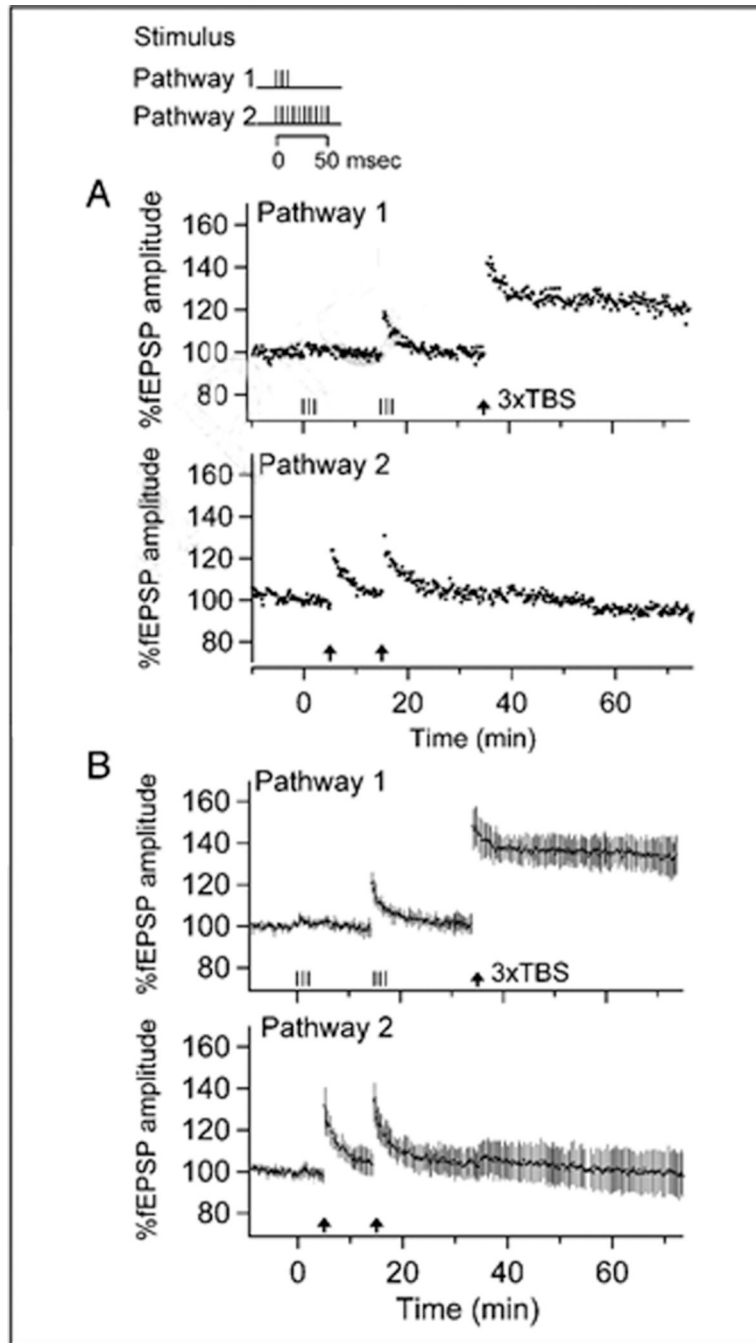 Stimulus
Pathway 1
Pathway 2
0 50 msec
A
Pathway 1
%fEPSP amplitude
160
140
120
100
80
3xTBS
Pathway 2
%fEPSP amplitude
160
140
120
100
80
0 20 40 60
Time (min)
B
Pathway 1
%fEPSP amplitude
160
140
120
100
80
3xTBS
Pathway 2
%fEPSP amplitude
160
140
120
100
80
0 20 40 60
Time (min)